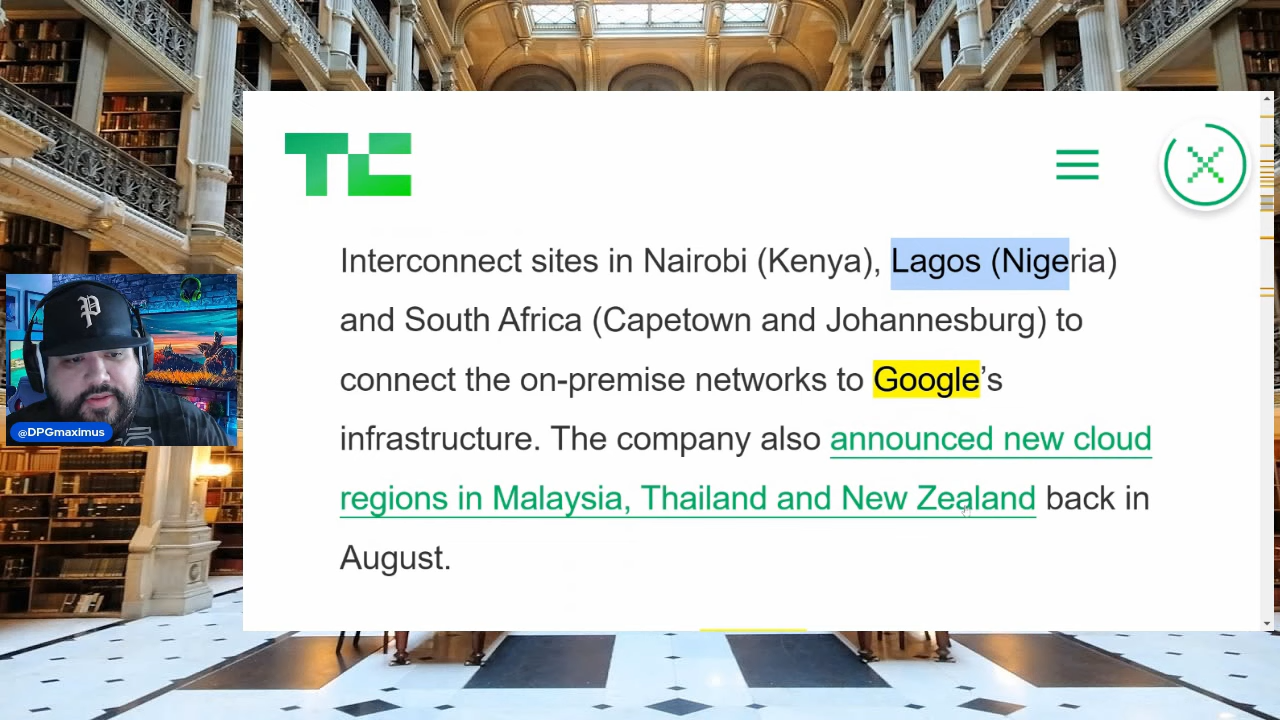 TC
Interconnect sites in Nairobi (Kenya), Lagos (Nigeria)
and South Africa (Capetown and Johannesburg) to
connect the on-premise networks to Google’s
infrastructure. The company also announced new cloud
regions in Malaysia, Thailand and New Zealand back in
August.
P
@DPGmaximus